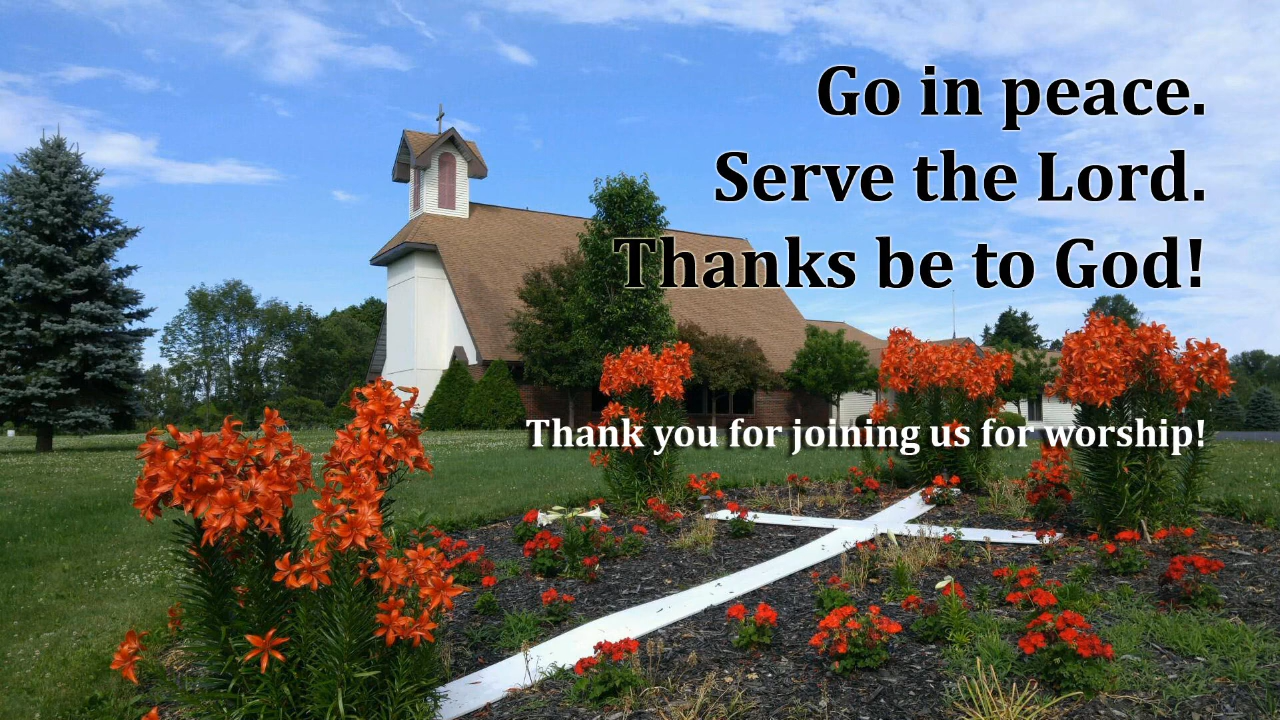 Go in peace.
Serve the Lord.
Thanks be to God!
Thank you for joining us for worship!